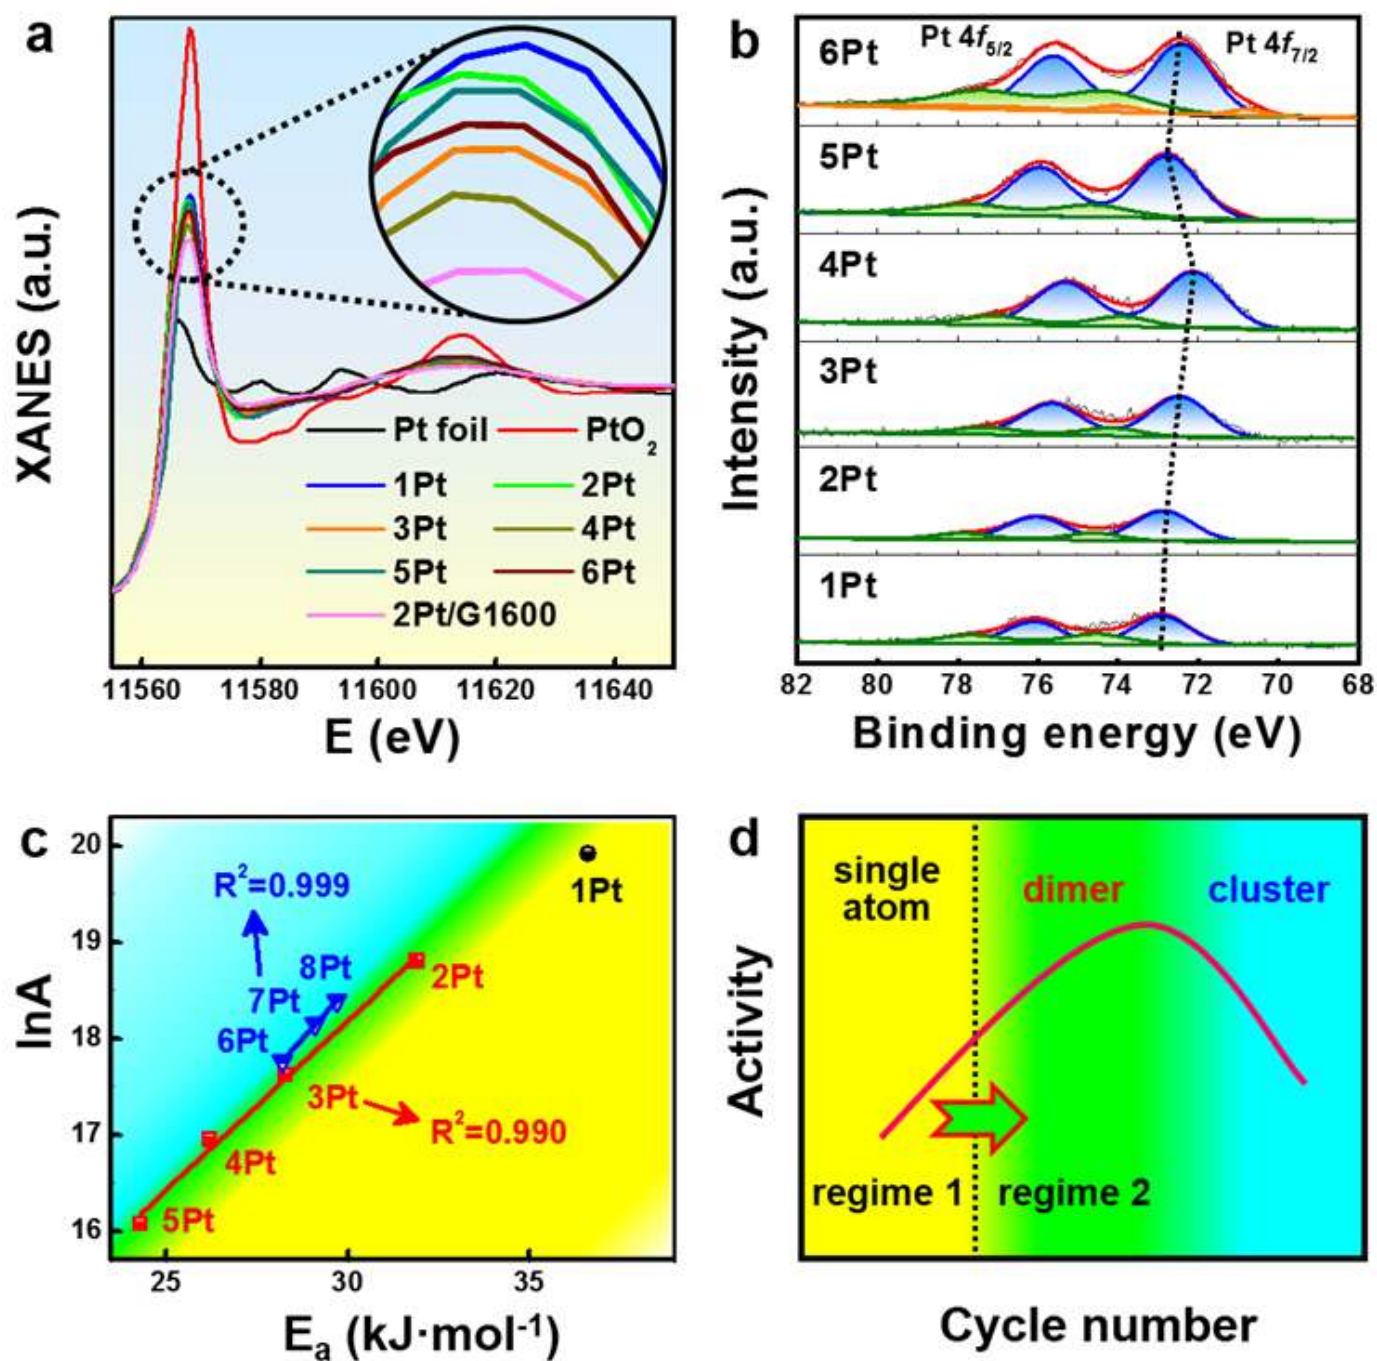 a
XANES (a.u.)
Pt foil
PtO₂
1Pt
2Pt
3Pt
4Pt
5Pt
6Pt
2Pt/G1600
11560 11580 11600 11620 11640
E (eV)
b
Intensity (a.u.)
Pt 4f5/2
Pt 4f7/2
6Pt
5Pt
4Pt
3Pt
2Pt
1Pt
82 80 78 76 74 72 70 68
Binding energy (eV)
c
lnA
20
19
18
17
16
R²=0.999
1Pt
8Pt
2Pt
7Pt
6Pt
3Pt
R²=0.990
4Pt
5Pt
25 30 35
Eₐ (kJ·mol⁻¹)
d
Activity
single
atom
dimer
cluster
regime 1
regime 2
Cycle number